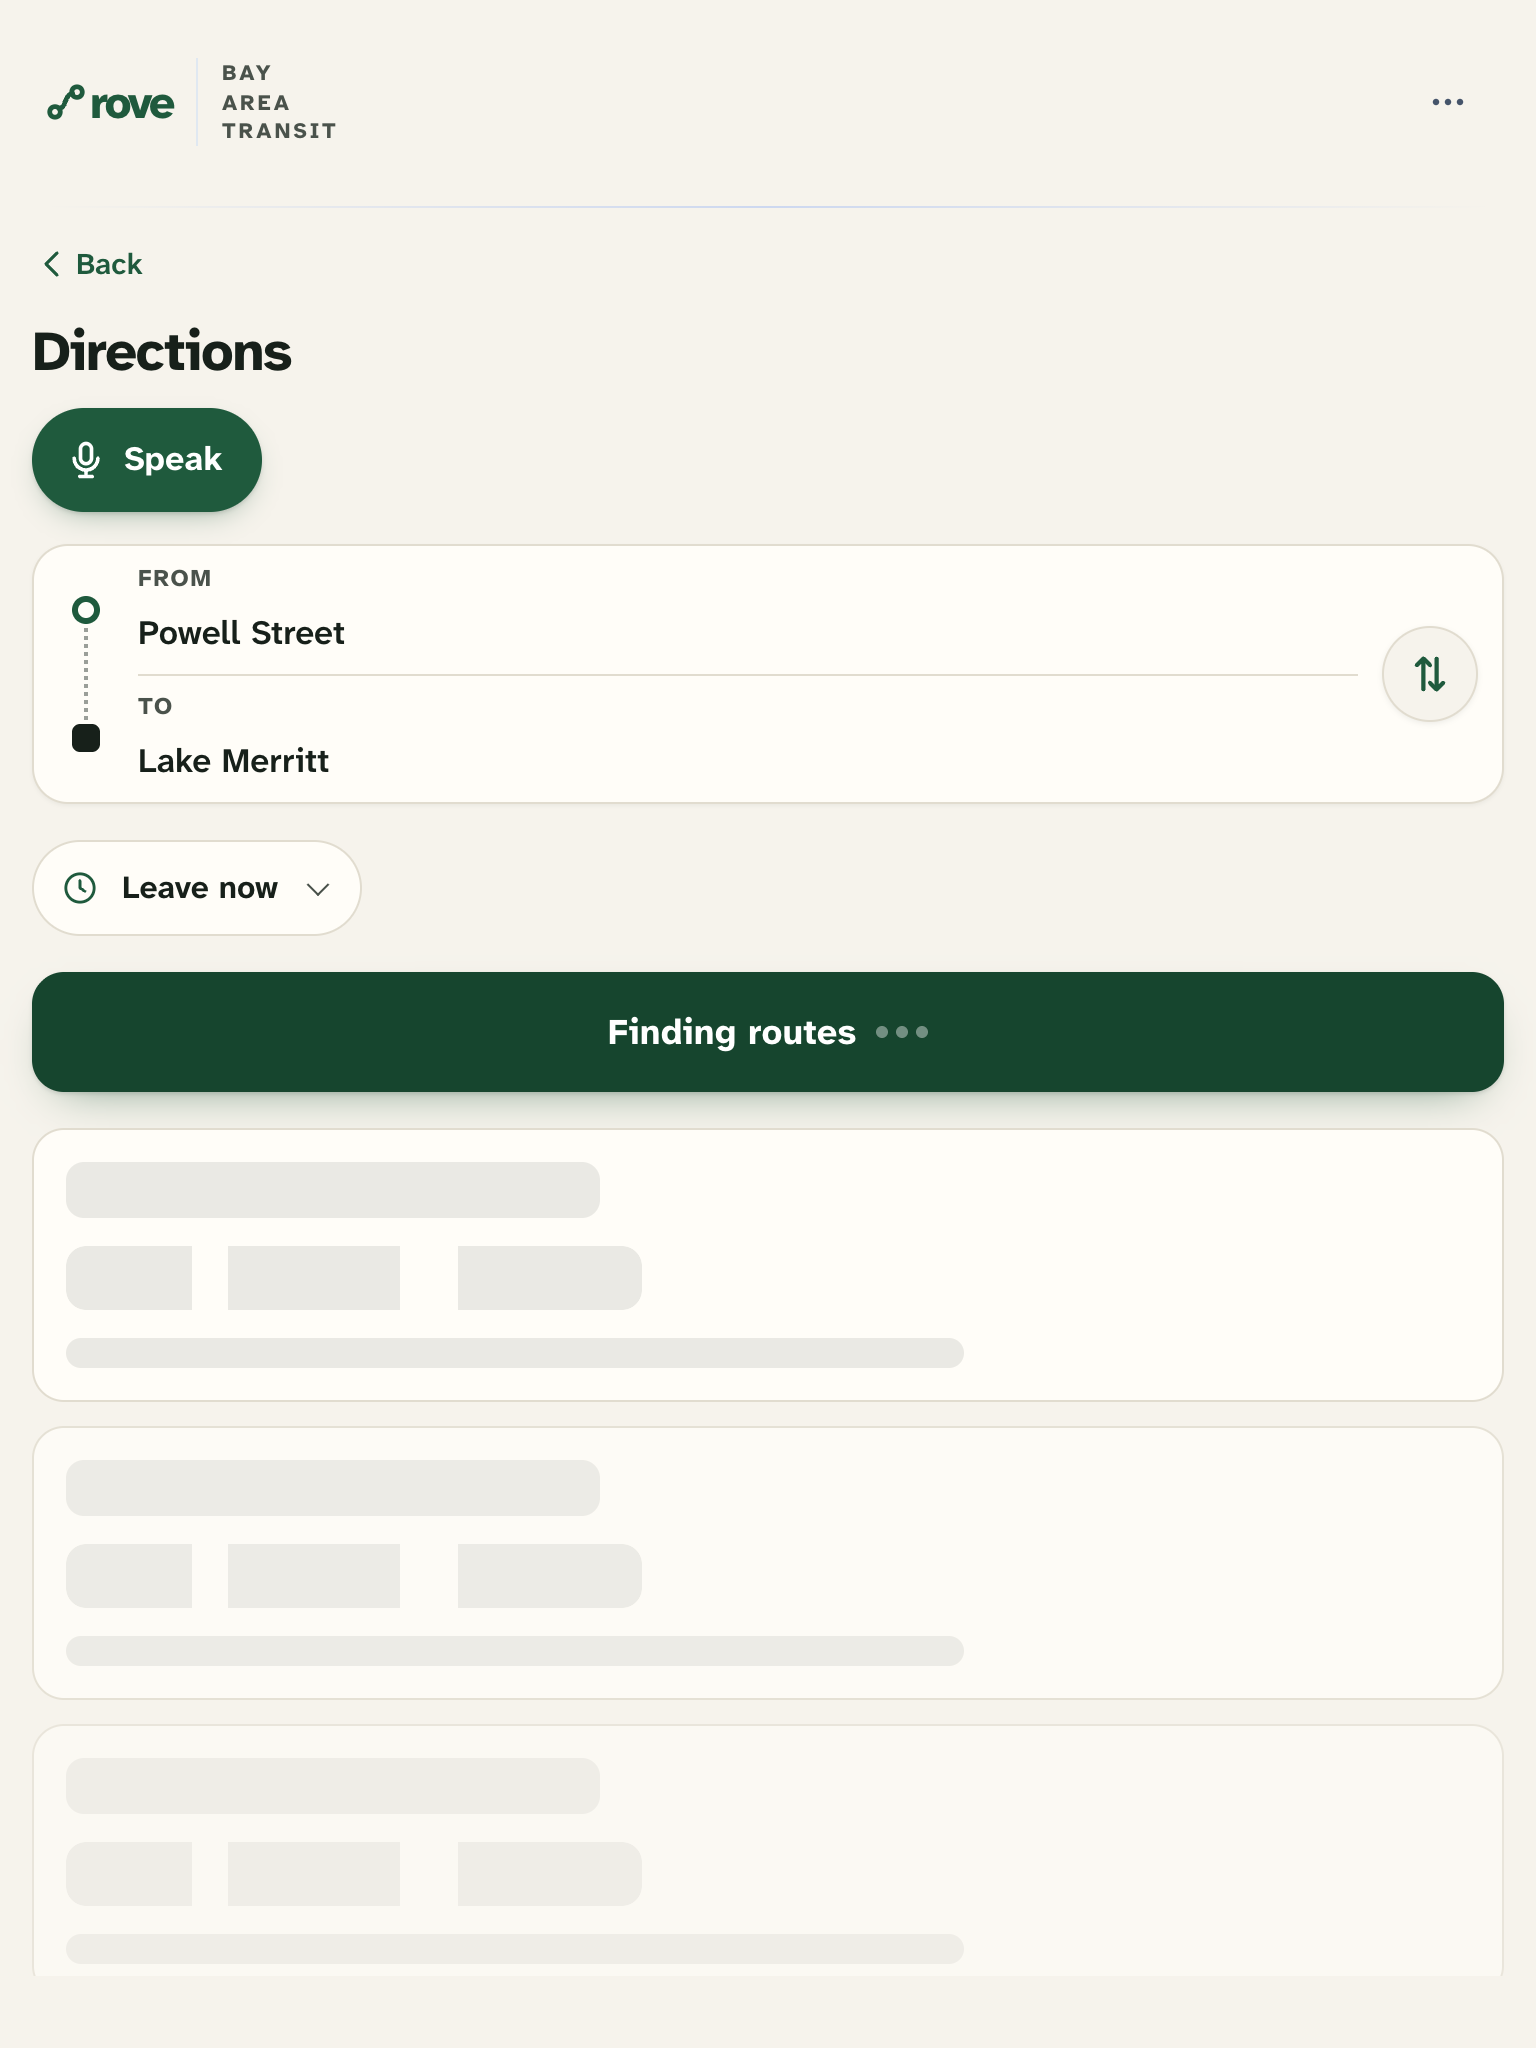 rove
BAY
AREA
TRANSIT
Back
Directions
Speak
FROM
Powell Street
TO
Lake Merritt
Leave now
Finding routes